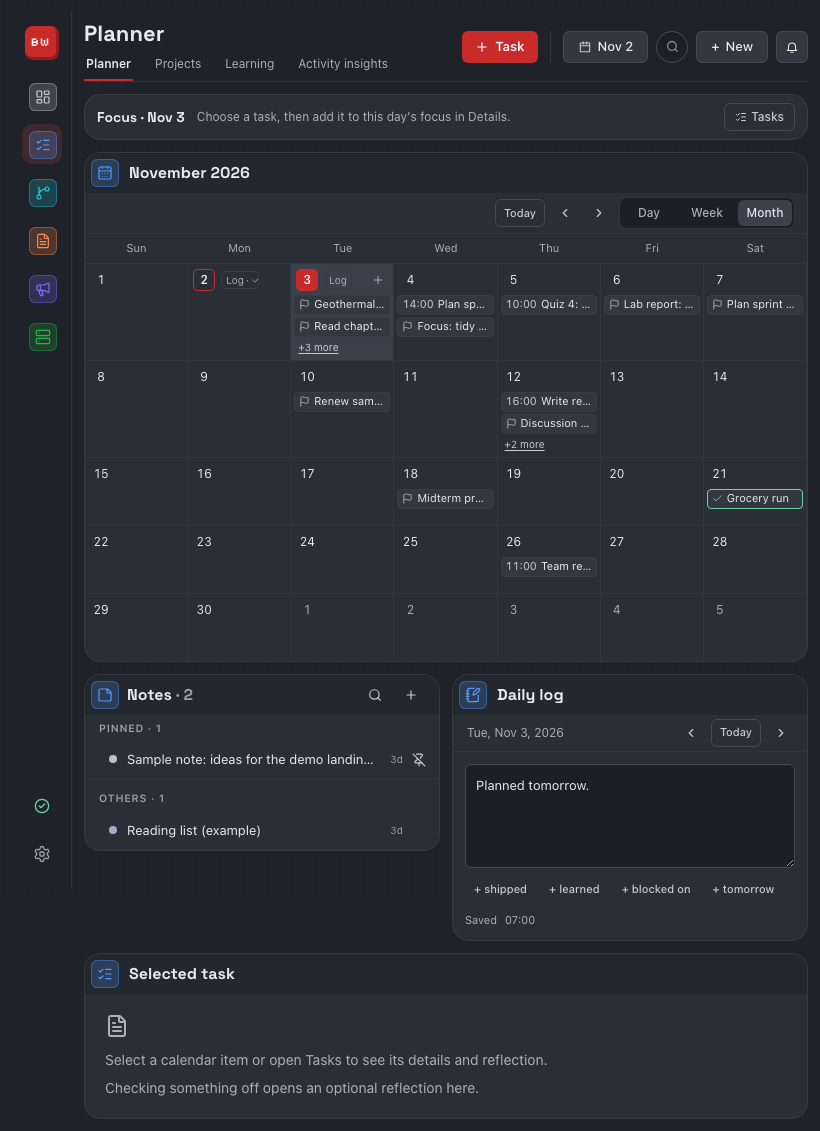 BW
Planner
Planner Projects Learning Activity insights
+ Task
Nov 2
+ New
Focus · Nov 3 Choose a task, then add it to this day's focus in Details.
Tasks
November 2026
Today
Day Week Month
Sun Mon Tue Wed Thu Fri Sat
1 2 Log · 3 Log + 4 5 6 7
Geothermal... 14:00 Plan sp... 10:00 Quiz 4: ... Lab report: ... Plan sprint ...
Read chapt... Focus: tidy ...
+3 more
8 9 10 11 12 13 14
Renew sam... 16:00 Write re...
Discussion ...
+2 more
15 16 17 18 19 20 21
Midterm pr... Grocery run
22 23 24 25 26 27 28
11:00 Team re...
29 30 1 2 3 4 5
Notes · 2
PINNED · 1
Sample note: ideas for the demo landin... 3d
OTHERS · 1
Reading list (example) 3d
Daily log
Tue, Nov 3, 2026
Today
Planned tomorrow.
+ shipped + learned + blocked on + tomorrow
Saved 07:00
Selected task
Select a calendar item or open Tasks to see its details and reflection.
Checking something off opens an optional reflection here.